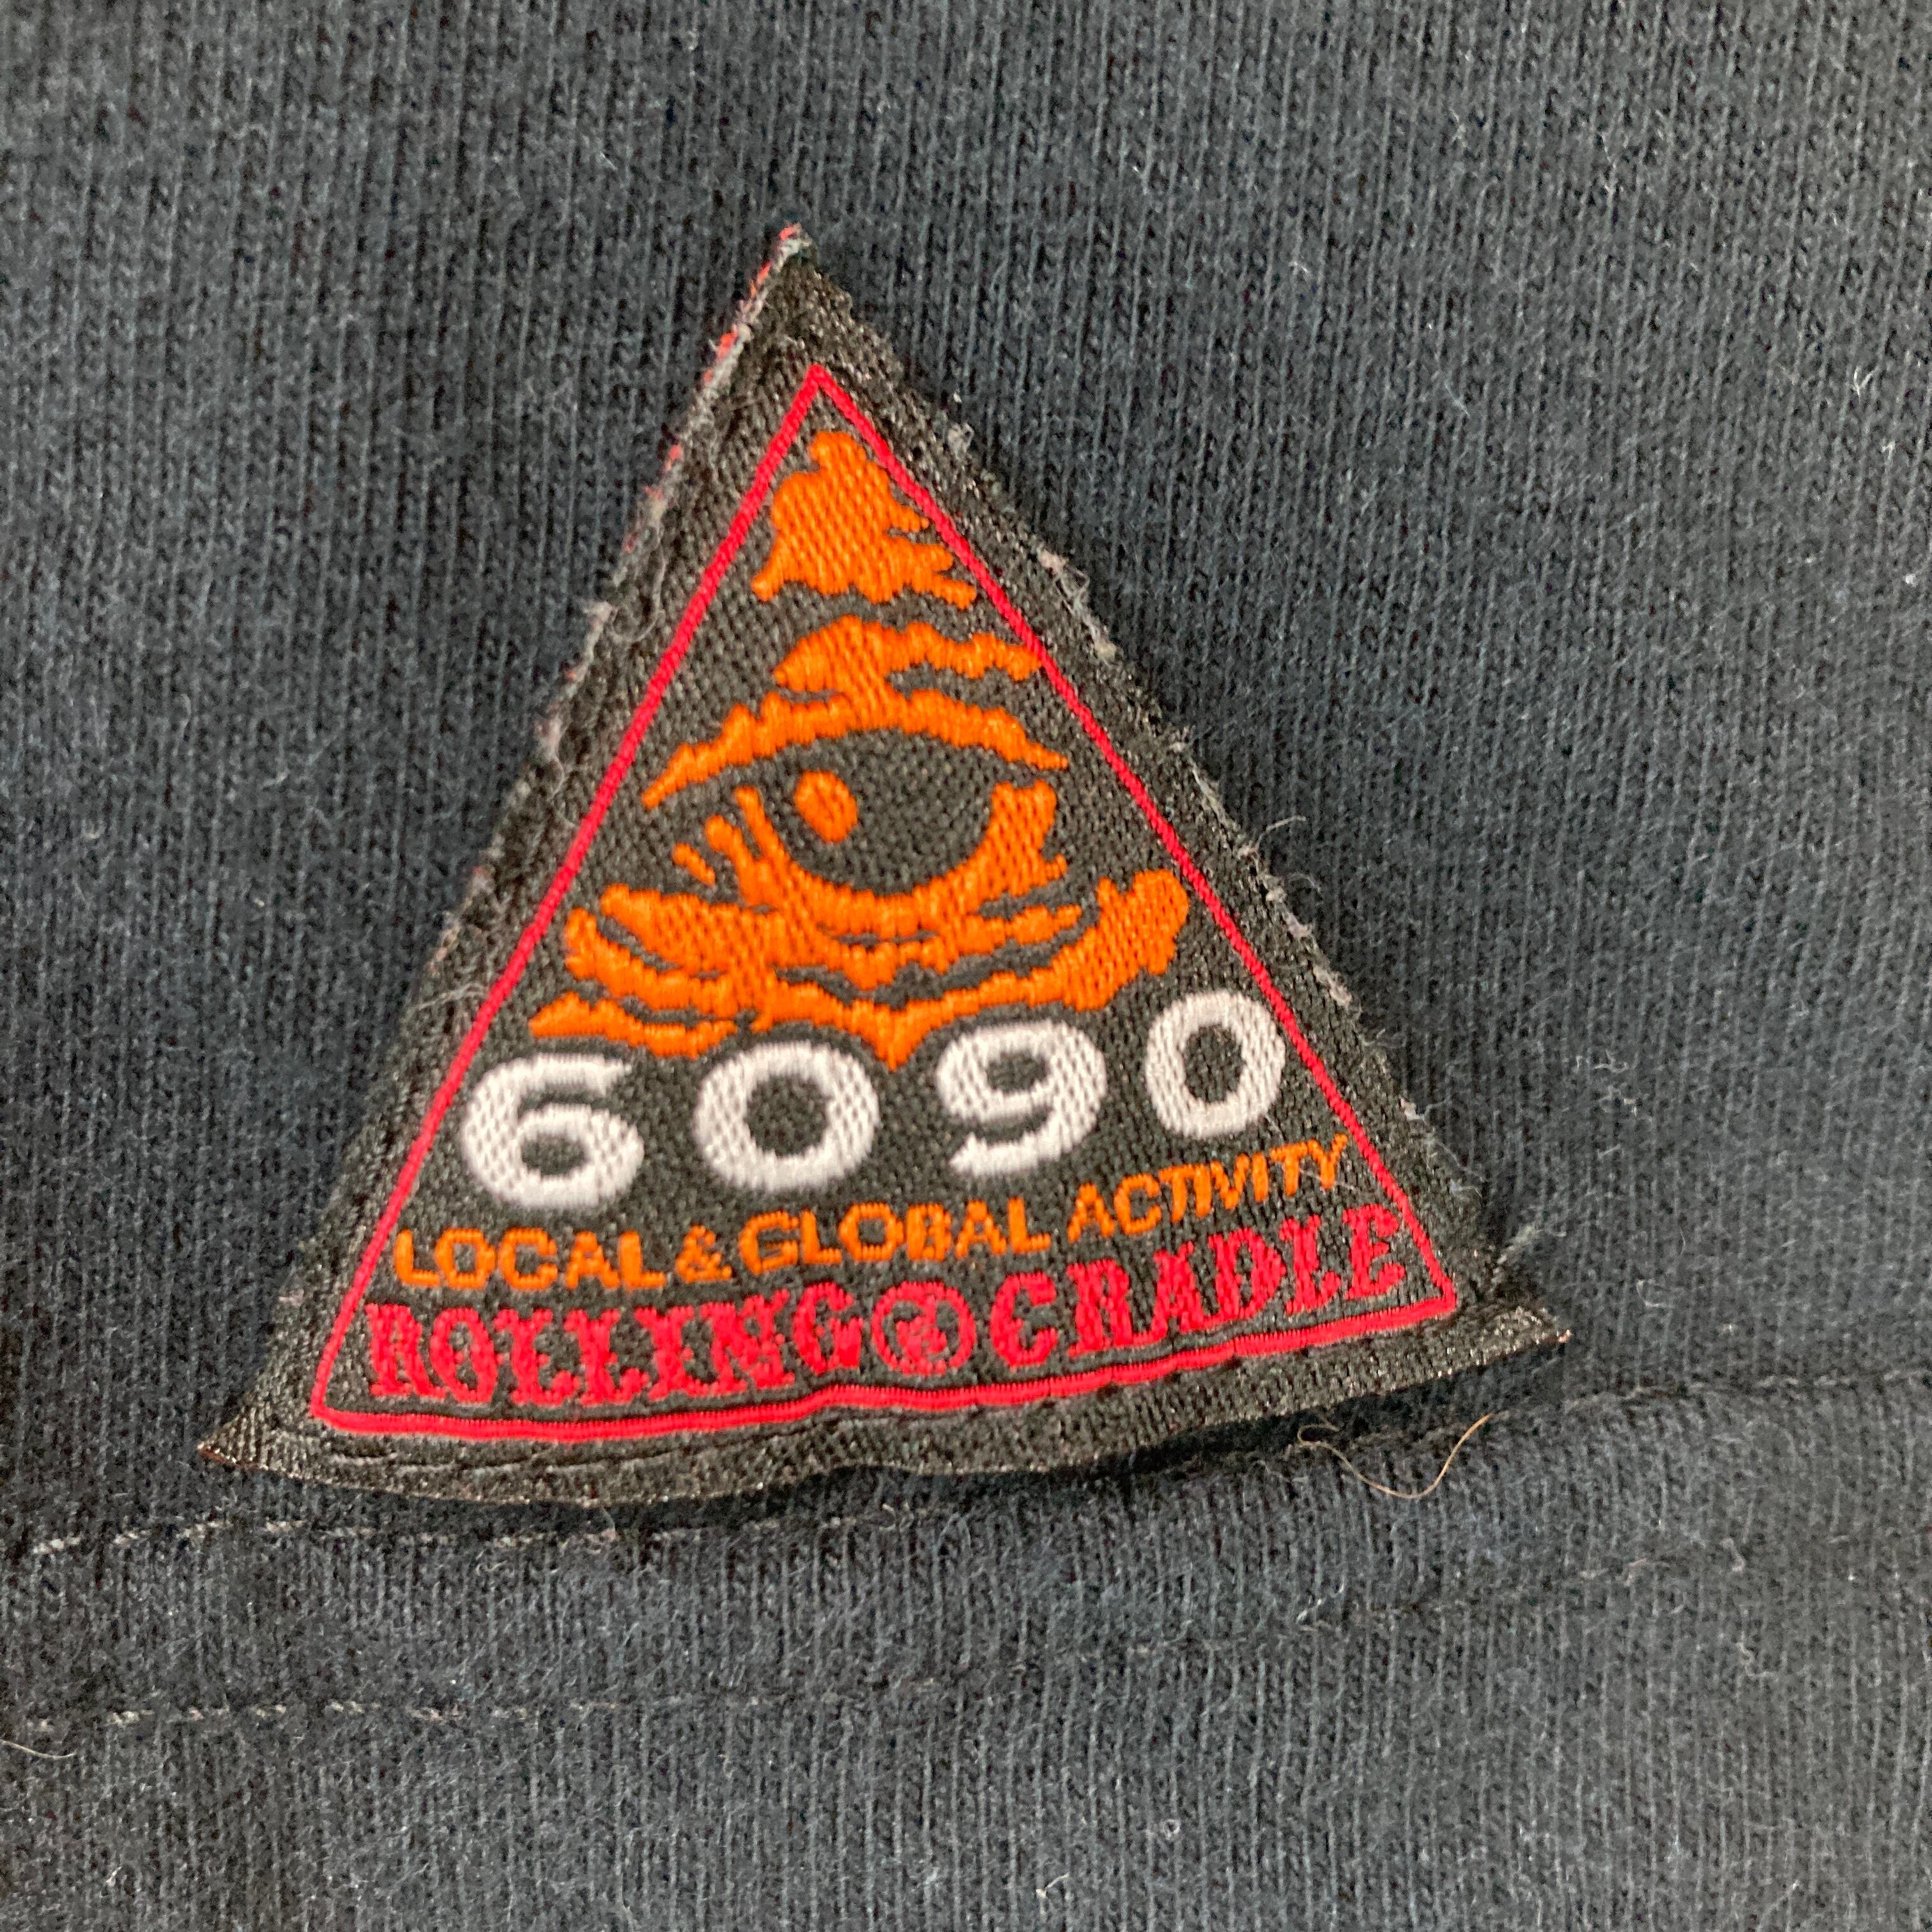 6090
LOCAL & GLOBAL ACTIVITY
ROLLING CRADLE